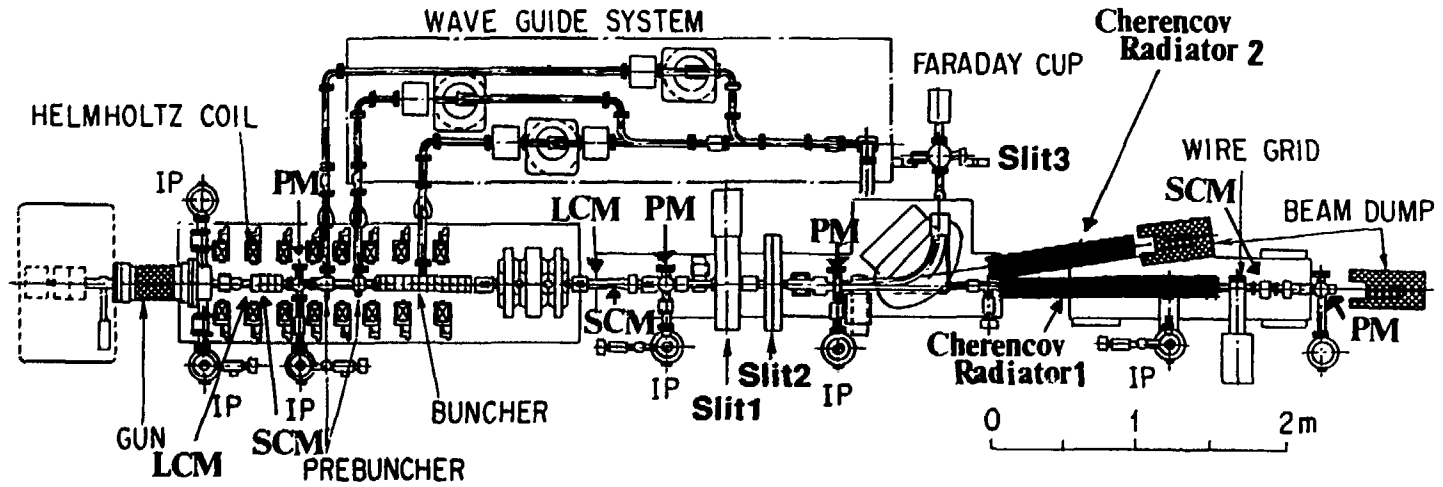 WAVE GUIDE SYSTEM
Cherencov
Radiator 2
FARADAY CUP
HELMHOLTZ COIL
Slit3
WIRE GRID
IP
PM
LCM
PM
PM
SCM
BEAM DUMP
SCM
PM
Cherencov
Radiator1
IP
IP
IP
IP
IP
Slit2
Slit1
BUNCHER
GUN
LCM
SCM
PREBUNCHER
0 1 2m